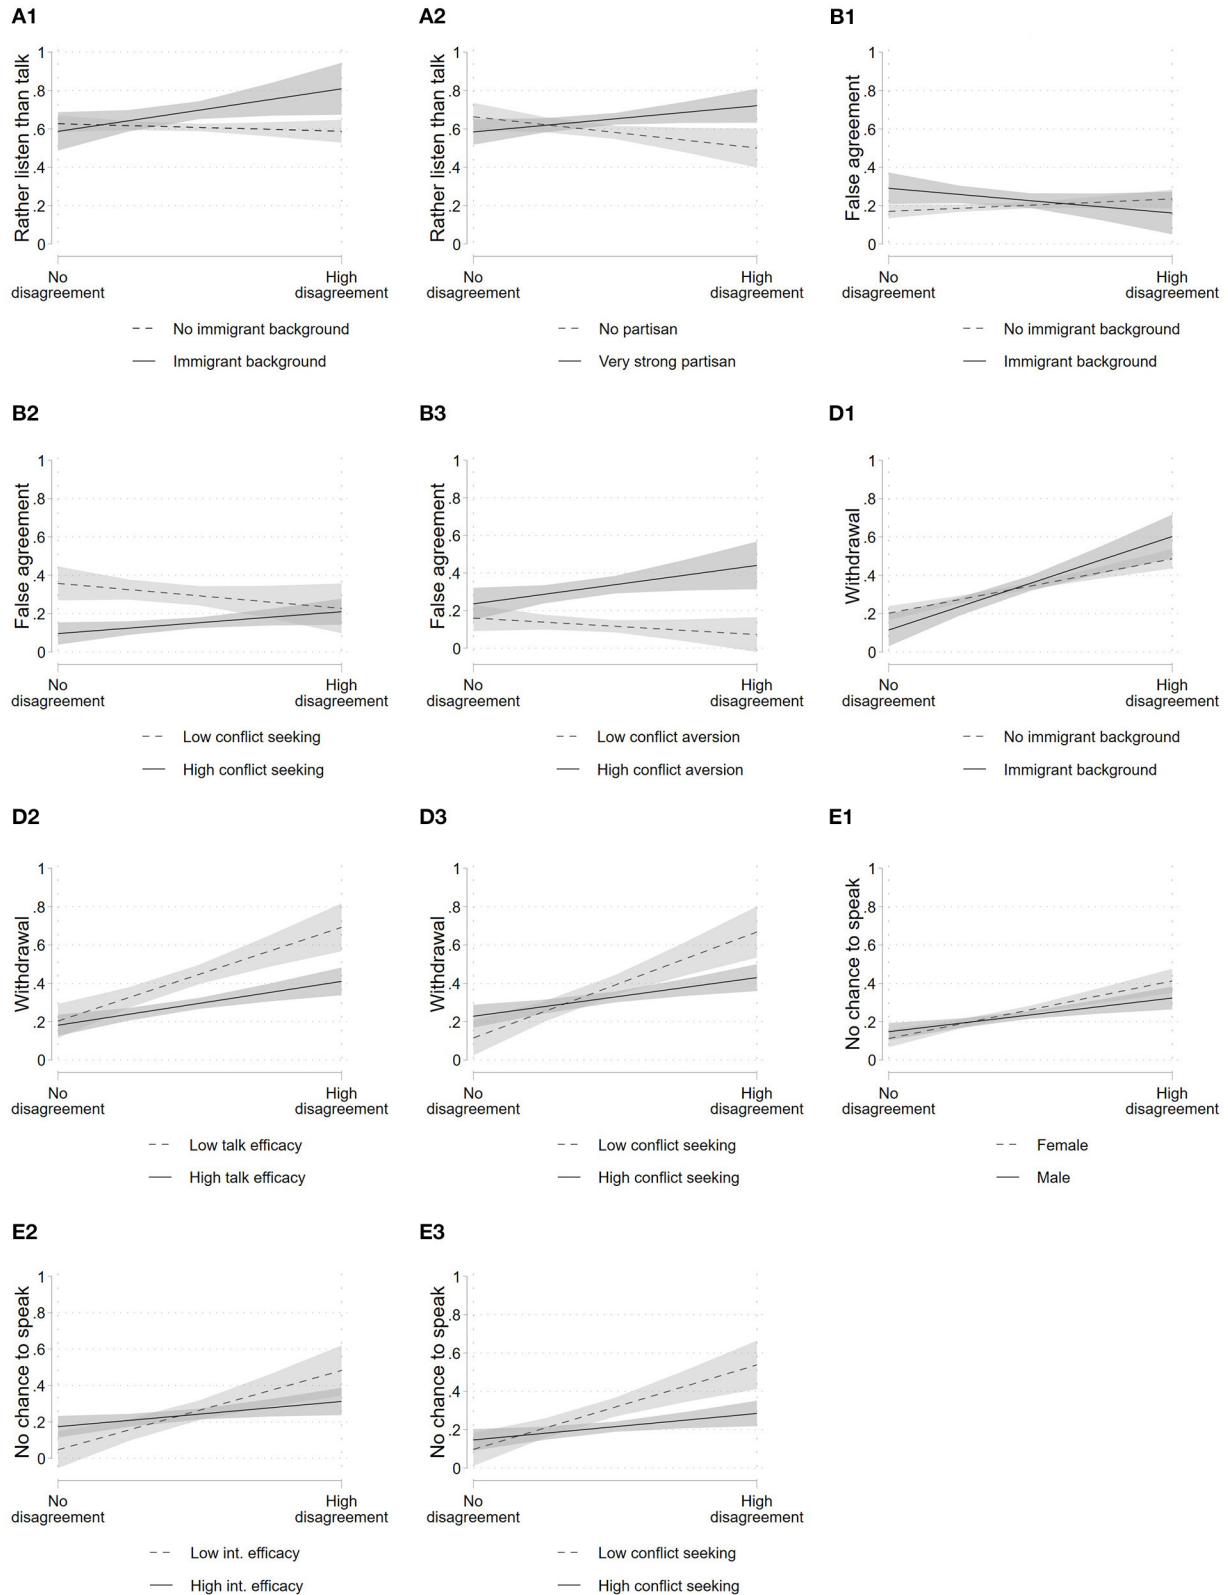 A1
Rather listen than talk
1
.8
.6
.4
.2
0
No disagreement
High disagreement
No immigrant background
Immigrant background
A2
Rather listen than talk
1
.8
.6
.4
.2
0
No disagreement
High disagreement
No partisan
Very strong partisan
B1
False agreement
1
.8
.6
.4
.2
0
No disagreement
High disagreement
No immigrant background
Immigrant background
B2
False agreement
1
.8
.6
.4
.2
0
No disagreement
High disagreement
Low conflict seeking
High conflict seeking
B3
False agreement
1
.8
.6
.4
.2
0
No disagreement
High disagreement
Low conflict aversion
High conflict aversion
D1
Withdrawal
1
.8
.6
.4
.2
0
No disagreement
High disagreement
No immigrant background
Immigrant background
D2
Withdrawal
1
.8
.6
.4
.2
0
No disagreement
High disagreement
Low talk efficacy
High talk efficacy
D3
Withdrawal
1
.8
.6
.4
.2
0
No disagreement
High disagreement
Low conflict seeking
High conflict seeking
E1
No chance to speak
1
.8
.6
.4
.2
0
No disagreement
High disagreement
Female
Male
E2
No chance to speak
1
.8
.6
.4
.2
0
No disagreement
High disagreement
Low int. efficacy
High int. efficacy
E3
No chance to speak
1
.8
.6
.4
.2
0
No disagreement
High disagreement
Low conflict seeking
High conflict seeking